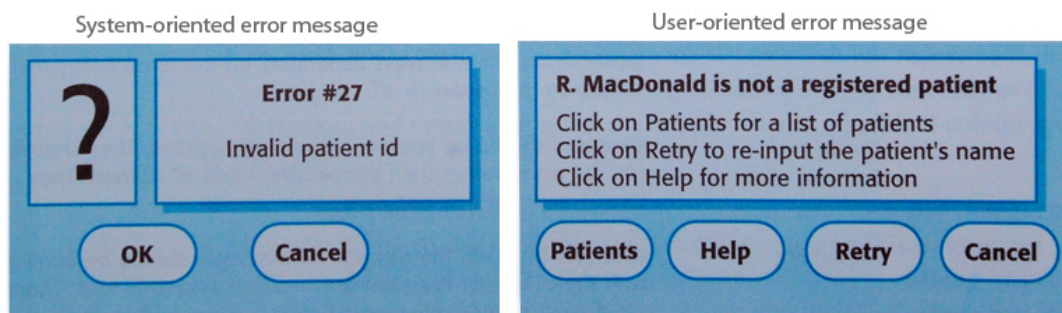 System-oriented error message
?
Error #27
Invalid patient id
OK
Cancel
User-oriented error message
R. MacDonald is not a registered patient
Click on Patients for a list of patients
Click on Retry to re-input the patient's name
Click on Help for more information
Patients
Help
Retry
Cancel